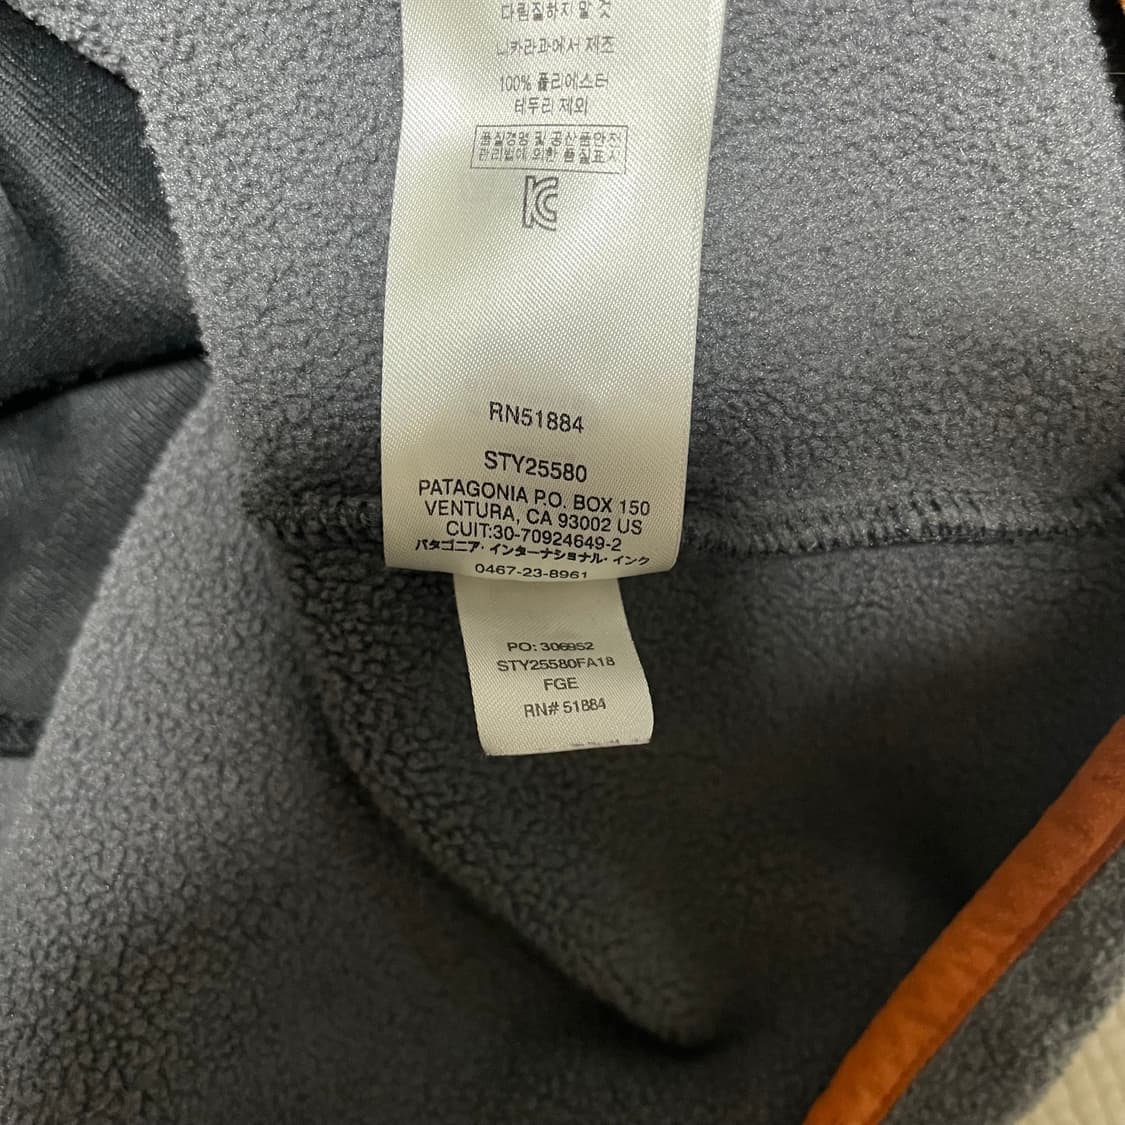 다림질하지 말 것
니카라과에서 제조
100% 폴리에스터
테두리 제외
품질경영 및 공산품안전
관리법에 의한 품질표시
RN51884
STY25580
PATAGONIA P.O. BOX 150
VENTURA, CA 93002 US
CUIT:30-70924649-2
パタゴニア・インターナショナル・インク
0467-23-8961
PO: 306952
STY25580FA18
FGE
RN# 51884